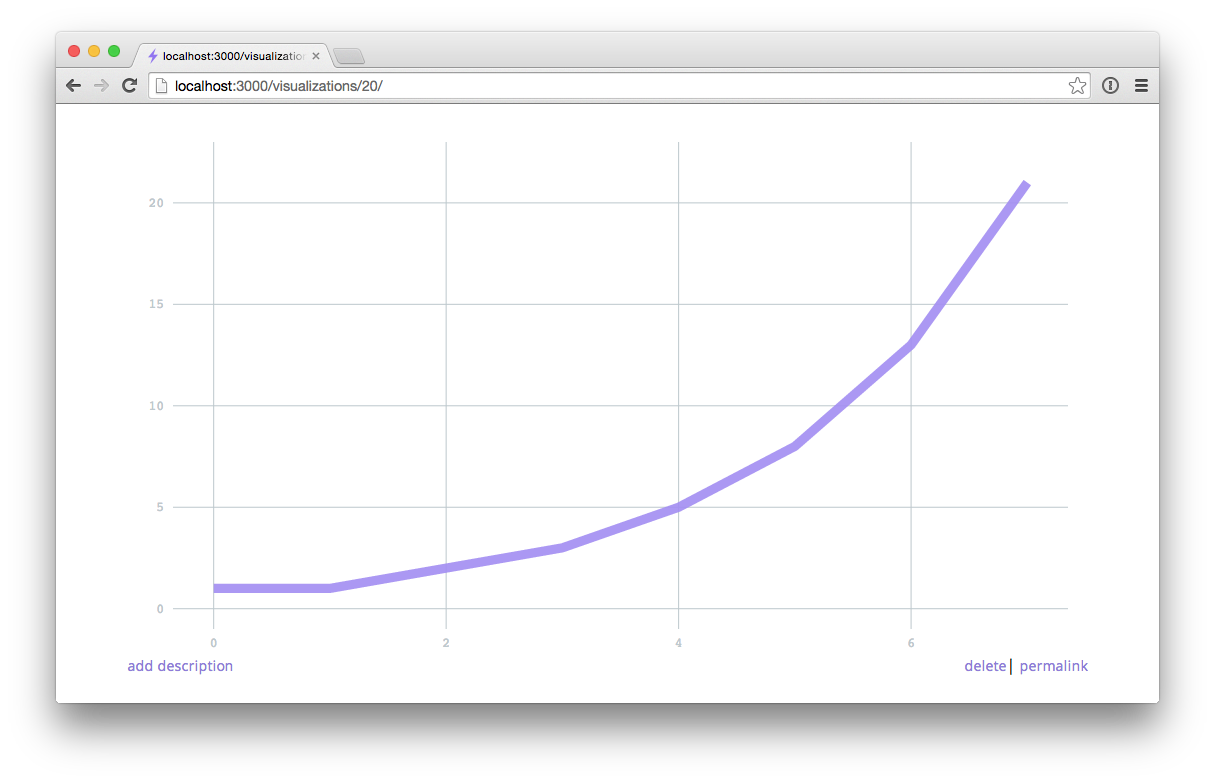 localhost:3000/visualization
localhost:3000/visualizations/20/
20
15
10
5
0
0 2 4 6
add description delete | permalink